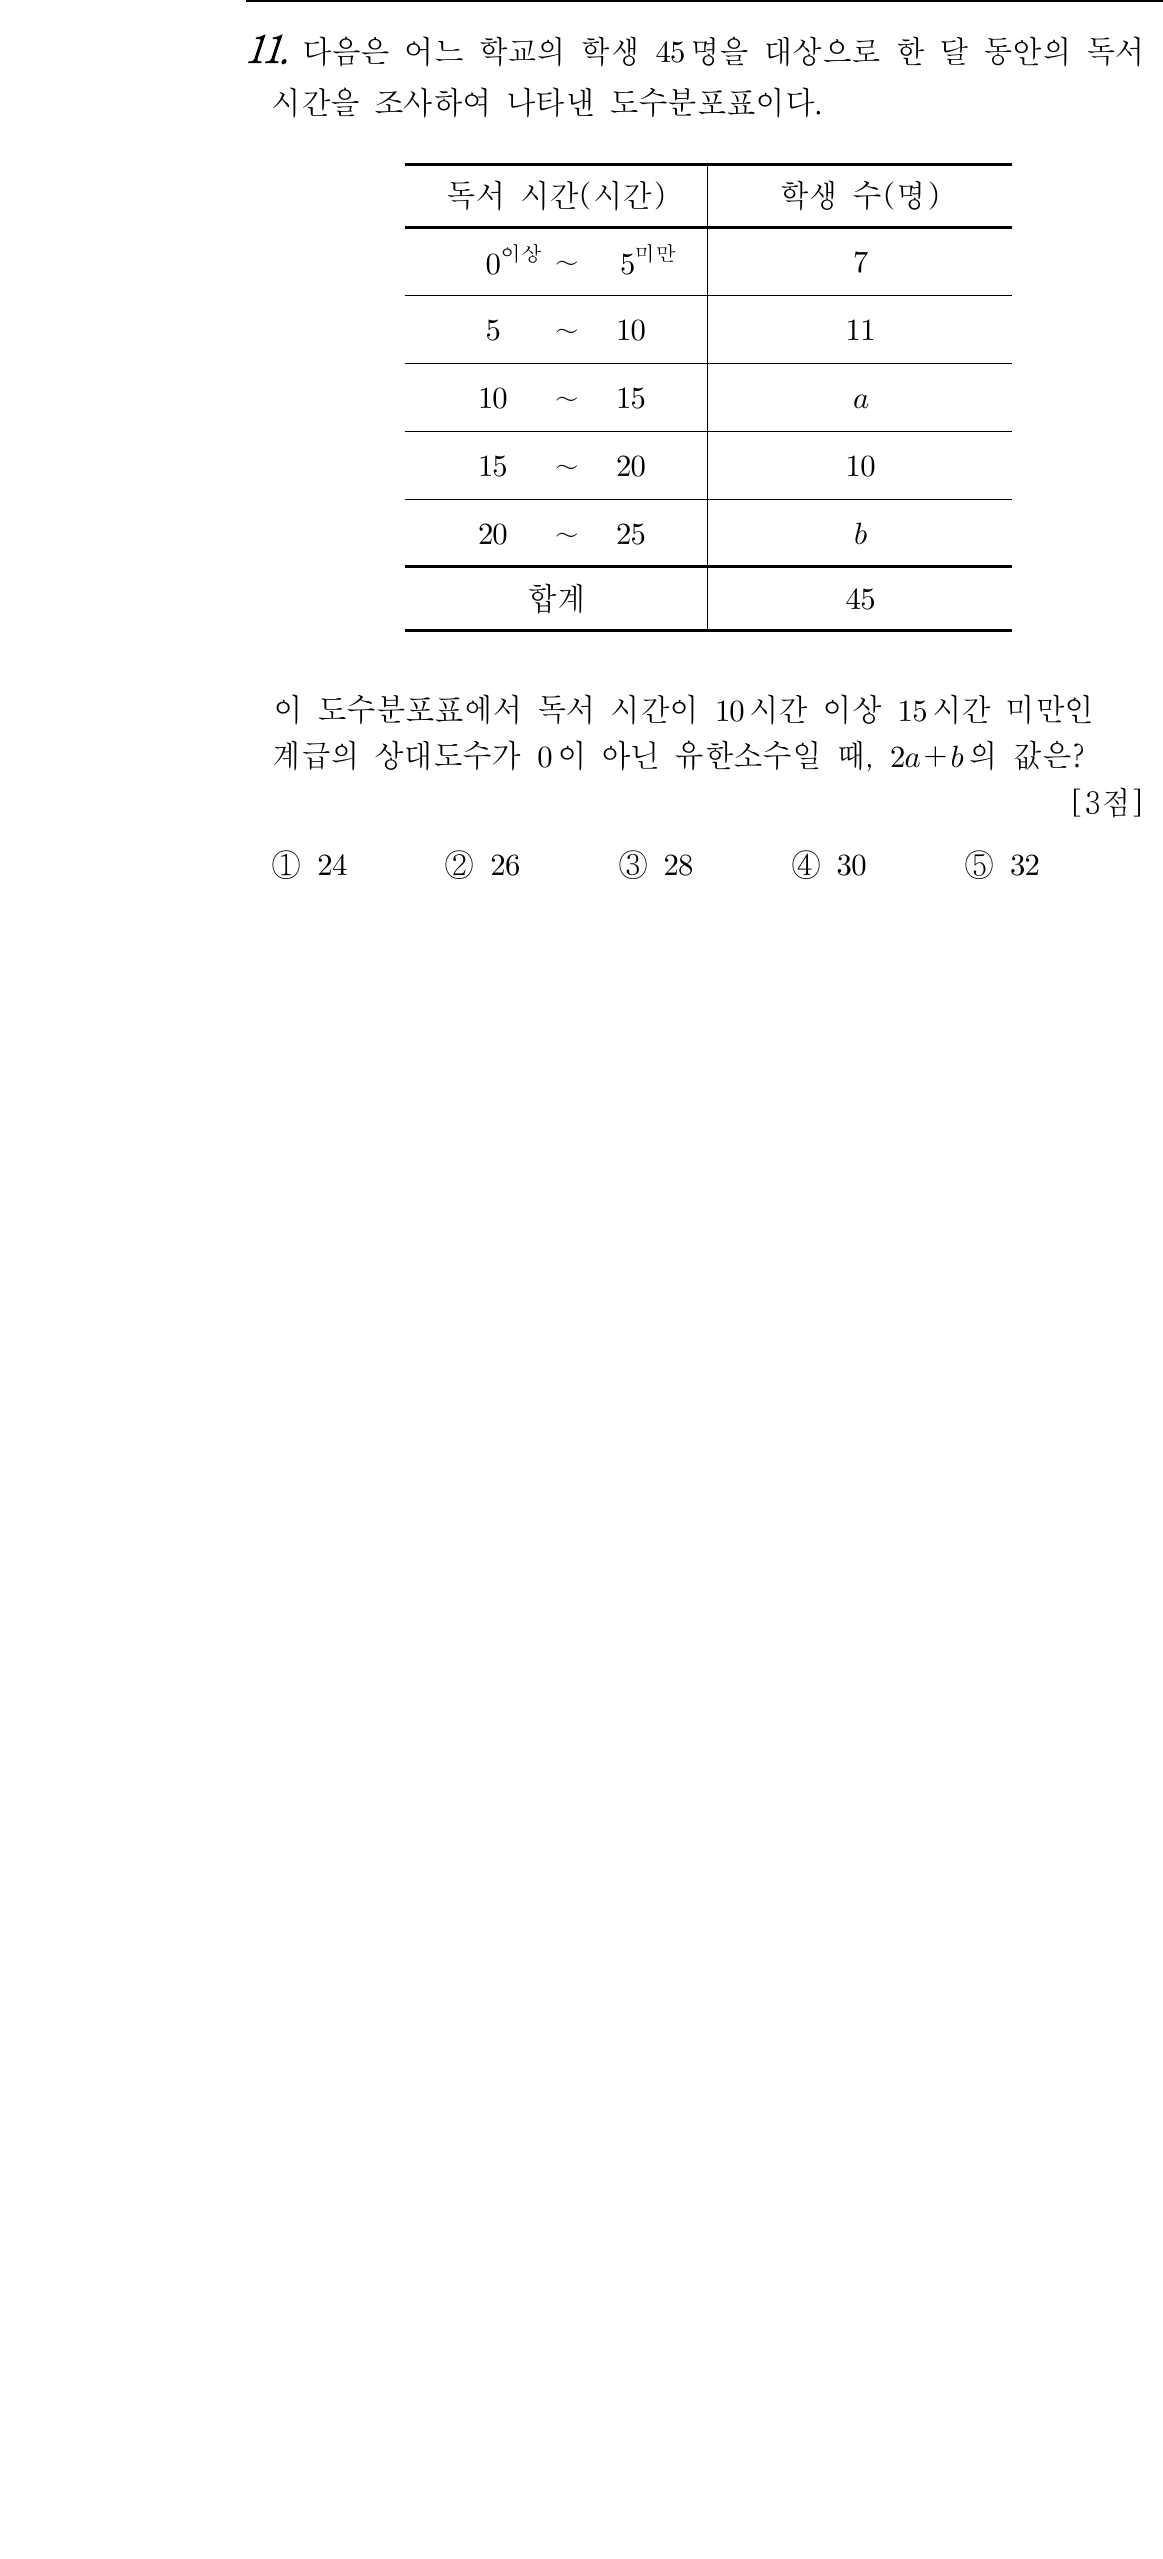 11. 다음은 어느 학교의 학생 45명을 대상으로 한 달 동안의 독서
시간을 조사하여 나타낸 도수분포표이다.
독서 시간(시간) 학생 수(명)
0이상 ~ 5미만 7
5 ~ 10 11
10 ~ 15 a
15 ~ 20 10
20 ~ 25 b
합계 45
이 도수분포표에서 독서 시간이 10시간 이상 15시간 미만인
계급의 상대도수가 0이 아닌 유한소수일 때, 2a+b의 값은?
[3점]
① 24 ② 26 ③ 28 ④ 30 ⑤ 32